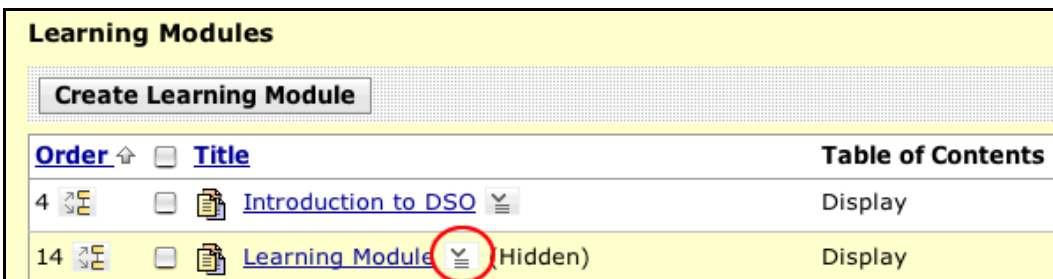 Learning Modules
Create Learning Module
Order Title Table of Contents
4 Introduction to DSO Display
14 Learning Module (Hidden) Display